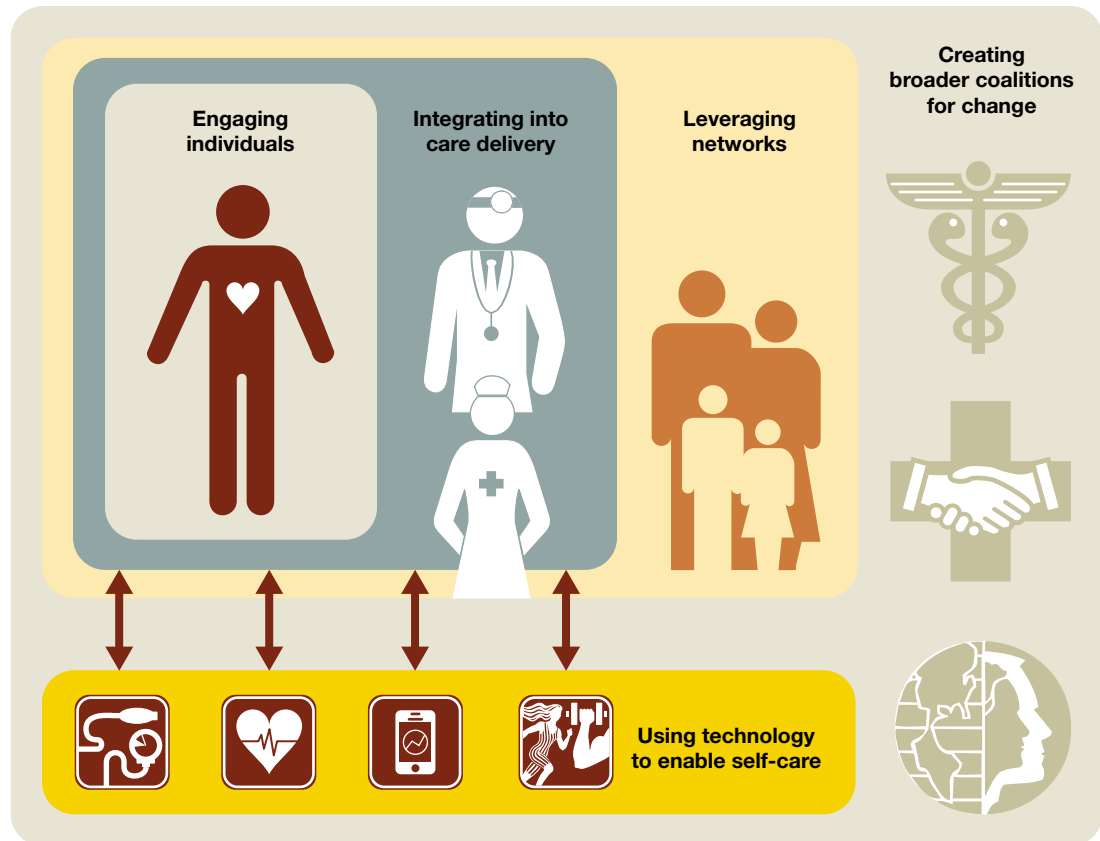 Engaging
individuals
Integrating into
care delivery
Leveraging
networks
Creating
broader coalitions
for change
Using technology
to enable self-care